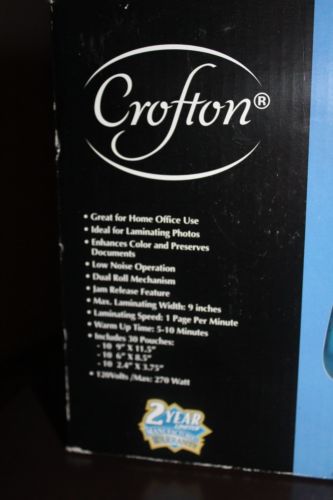 Crofton®
• Great for Home Office Use
• Ideal for Laminating Photos
• Enhances Color and Preserves
Documents
• Low Noise Operation
• Dual Roll Mechanism
• Jam Release Feature
• Max. Laminating Width: 9 inches
• Laminating Speed: 1 Page Per Minute
• Warm Up Time: 5-10 Minutes
• Includes 30 Pouches:
- 10 9" X 11.5"
- 10 6" X 8.5"
- 10 2.4" X 3.75"
• 120Volts /Max: 270 Watt
2 YEAR
LIMITED
WARRANTY